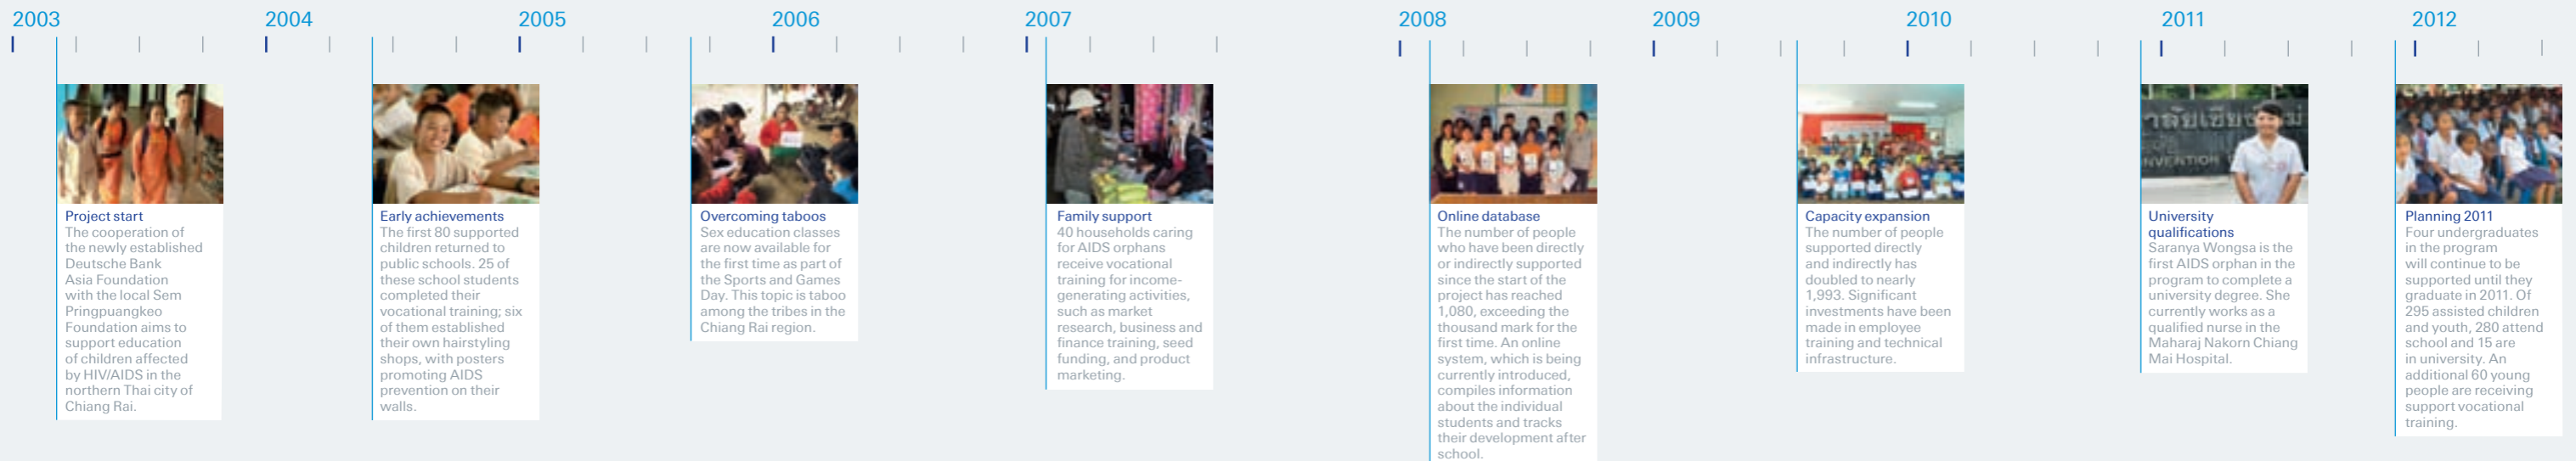 2003
2004
2005
2006
2007
2008
2009
2010
2011
2012
Project start
The cooperation of
the newly established
Deutsche Bank
Asia Foundation
with the local Sem
Pringpuangkeo
Foundation aims to
support education
of children affected
by HIV/AIDS in the
northern Thai city of
Chiang Rai.
Early achievements
The first 80 supported
children returned to
public schools. 25 of
these school students
completed their
vocational training; six
of them established
their own hairstyling
shops, with posters
promoting AIDS
prevention on their
walls.
Overcoming taboos
Sex education classes
are now available for
the first time as part of
the Sports and Games
Day. This topic is taboo
among the tribes in the
Chiang Rai region.
Family support
40 households caring
for AIDS orphans
receive vocational
training for income-
generating activities,
such as market
research, business and
finance training, seed
funding, and product
marketing.
Online database
The number of people
who have been directly
or indirectly supported
since the start of the
project has reached
1,080, exceeding the
thousand mark for the
first time. An online
system, which is being
currently introduced,
compiles information
about the individual
students and tracks
their development after
school.
Capacity expansion
The number of people
supported directly
and indirectly has
doubled to nearly
1,993. Significant
investments have been
made in employee
training and technical
infrastructure.
INVENTION
University
qualifications
Saranya Wongsa is the
first AIDS orphan in the
program to complete a
university degree. She
currently works as a
qualified nurse in the
Maharaj Nakorn Chiang
Mai Hospital.
Planning 2011
Four undergraduates
in the program
will continue to be
supported until they
graduate in 2011. Of
295 assisted children
and youth, 280 attend
school and 15 are
in university. An
additional 60 young
people are receiving
support vocational
training.